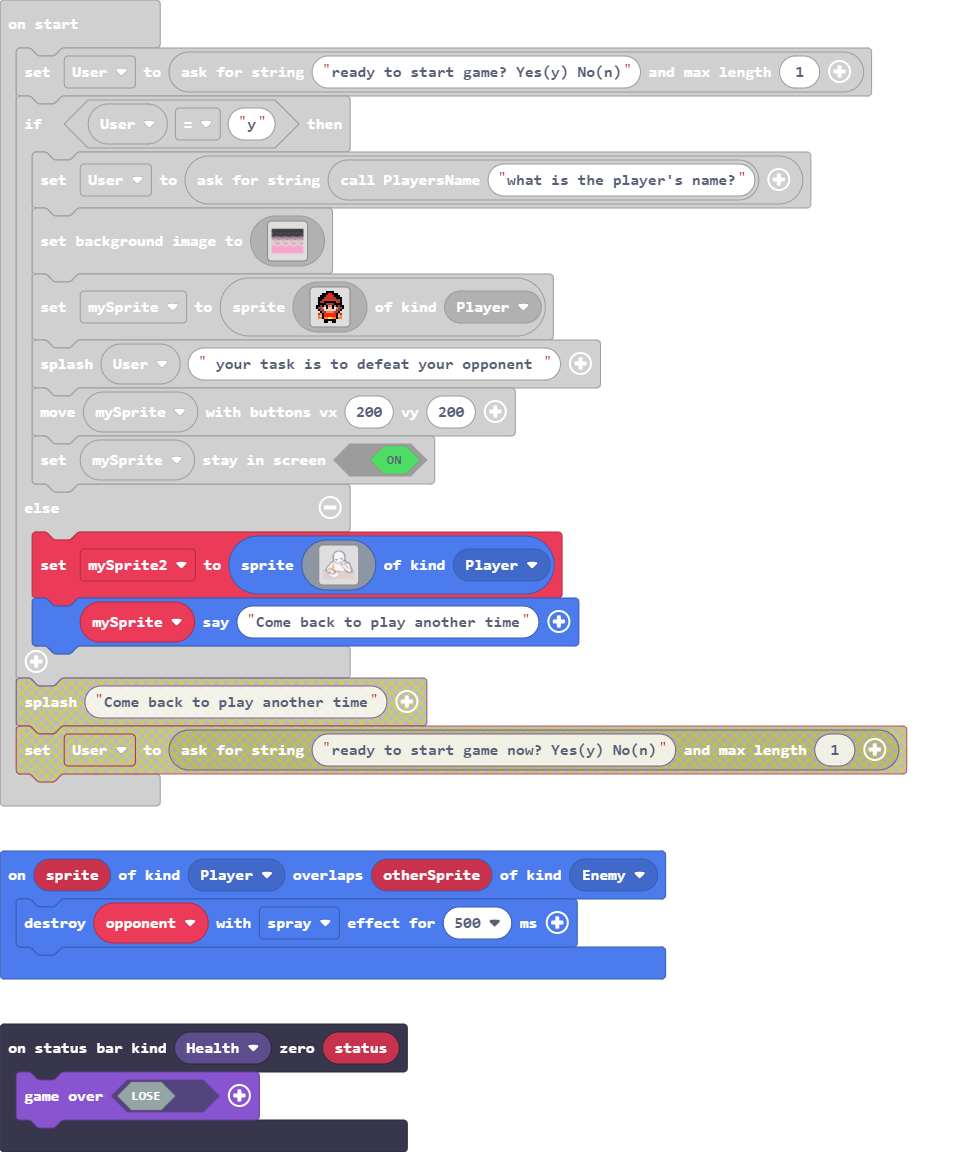 on start
set User to ask for string "ready to start game? Yes(y) No(n)" and max length 1
if User = "y" then
set User to ask for string call PlayersName "what is the player's name?"
set background image to
set mySprite to sprite of kind Player
splash User " your task is to defeat your opponent "
move mySprite with buttons vx 200 vy 200
set mySprite stay in screen ON
else
set mySprite2 to sprite of kind Player
mySprite say "Come back to play another time"
splash "Come back to play another time"
set User to ask for string "ready to start game now? Yes(y) No(n)" and max length 1
on sprite of kind Player overlaps otherSprite of kind Enemy
destroy opponent with spray effect for 500 ms
on status bar kind Health zero status
game over LOSE